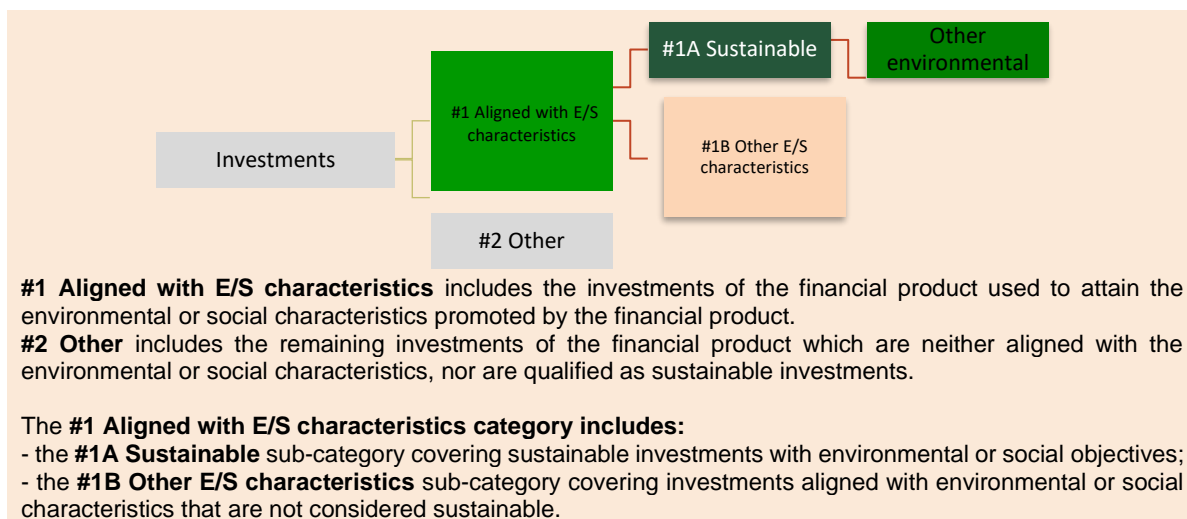 #1A Sustainable
Other
environmental
#1 Aligned with E/S
characteristics
#1B Other E/S
characteristics
Investments
#2 Other
#1 Aligned with E/S characteristics includes the investments of the financial product used to attain the
environmental or social characteristics promoted by the financial product.
#2 Other includes the remaining investments of the financial product which are neither aligned with the
environmental or social characteristics, nor are qualified as sustainable investments.
The #1 Aligned with E/S characteristics category includes:
- the #1A Sustainable sub-category covering sustainable investments with environmental or social objectives;
- the #1B Other E/S characteristics sub-category covering investments aligned with environmental or social
characteristics that are not considered sustainable.